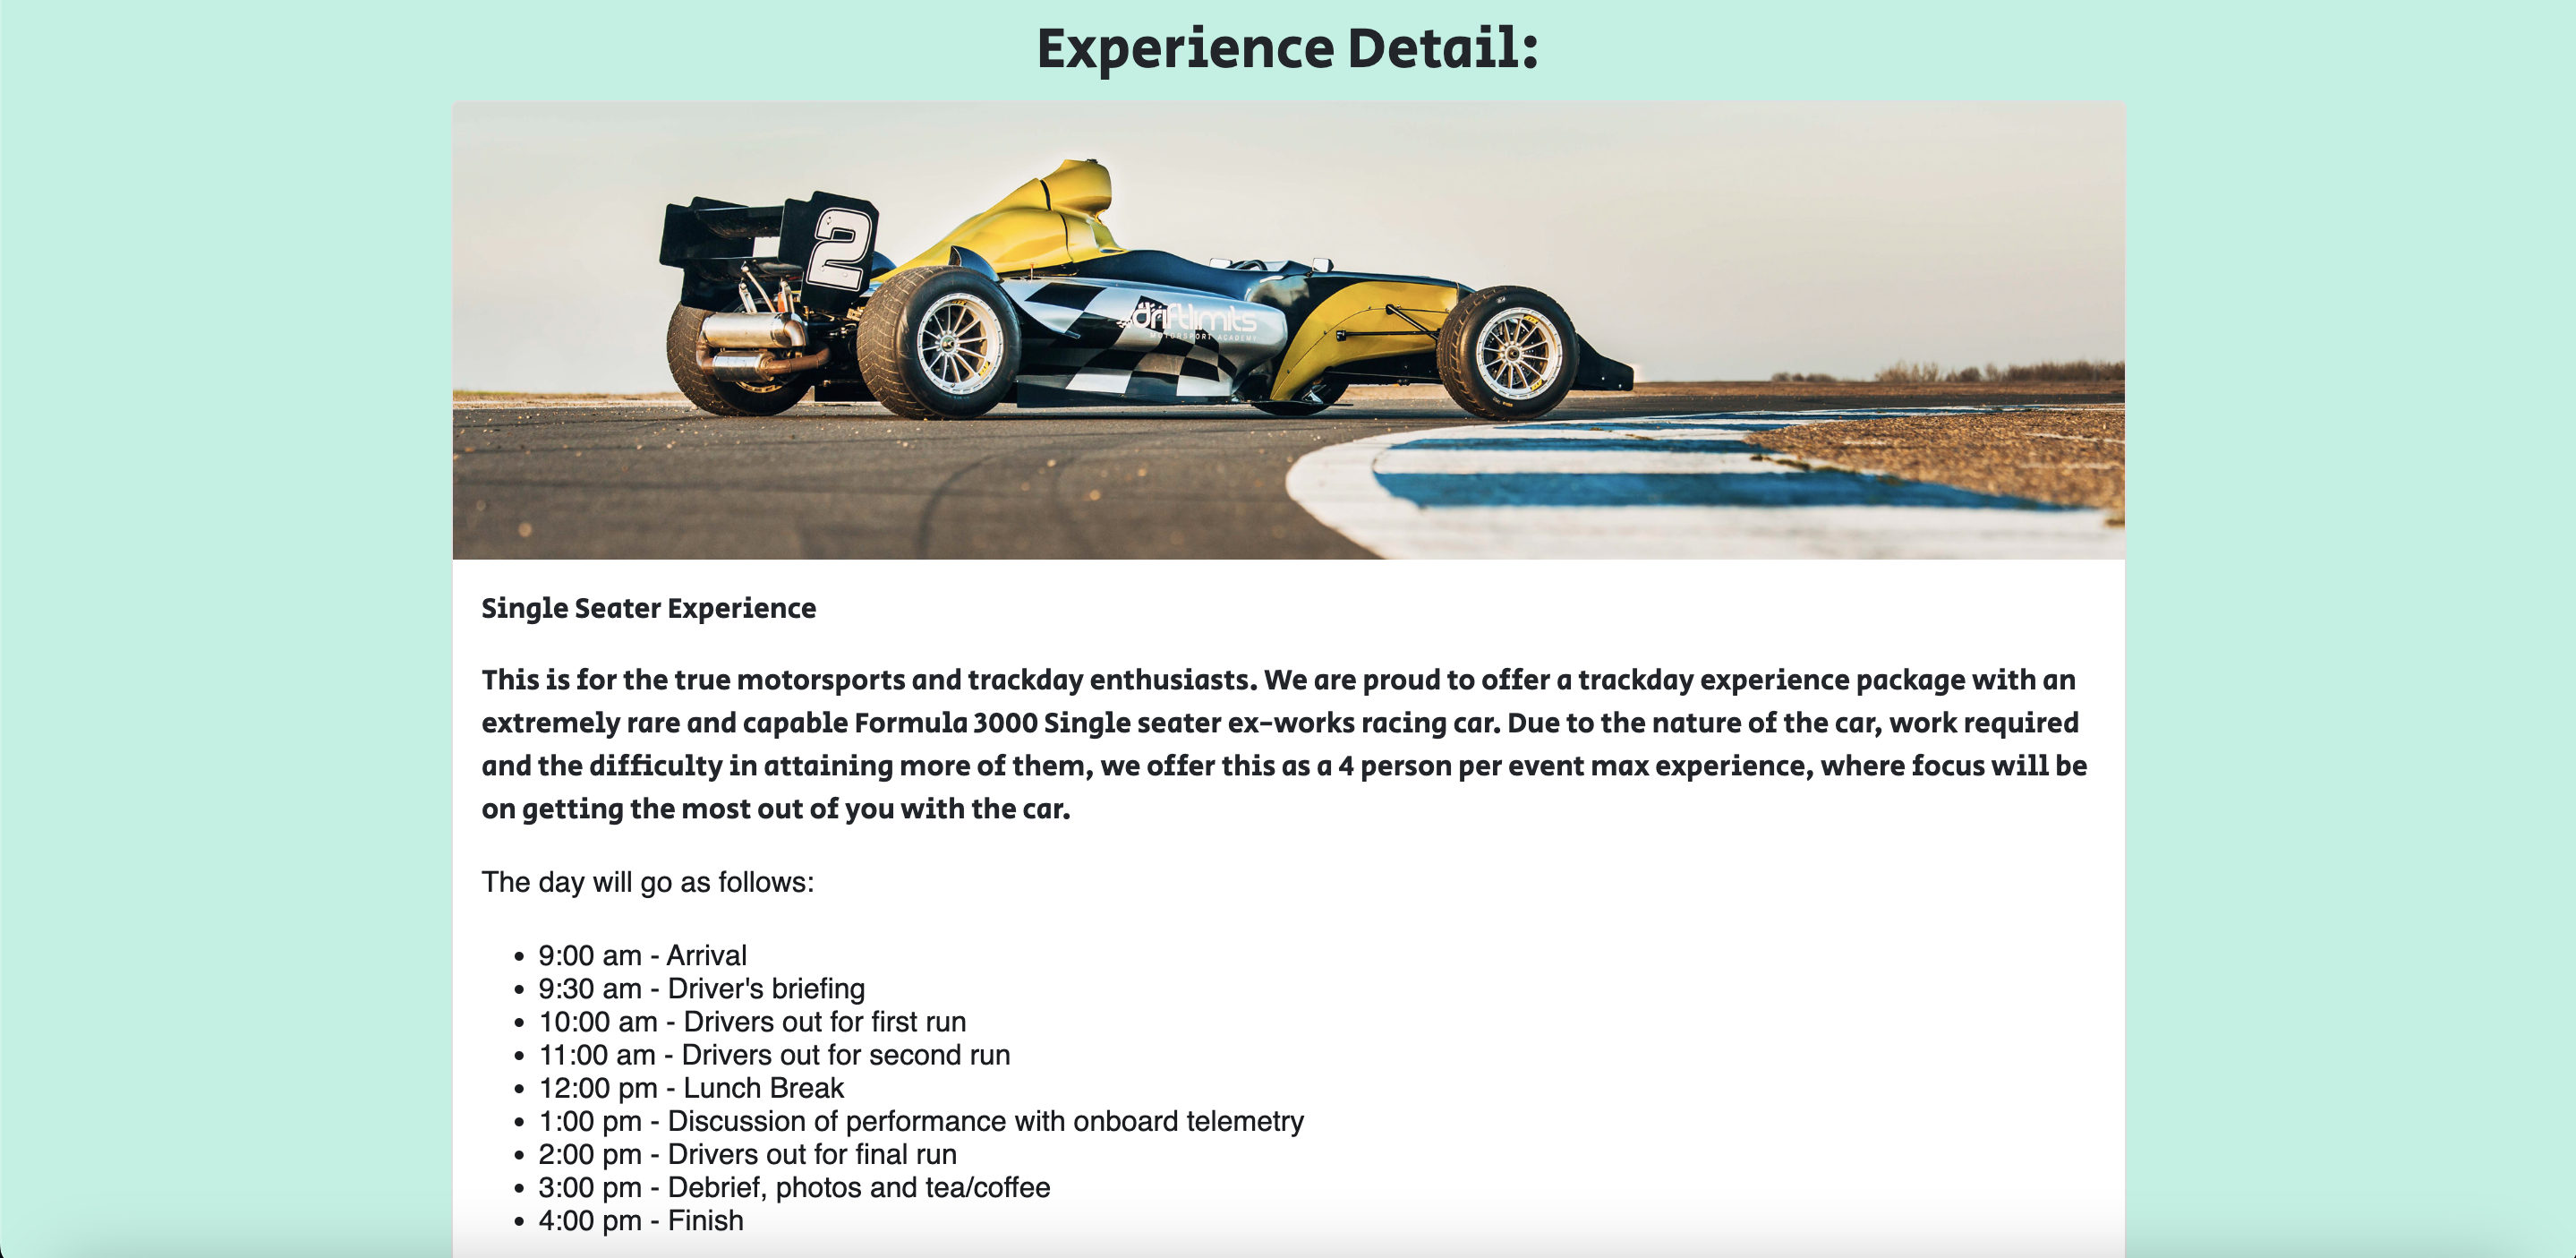 Experience Detail:
2
driftlimits
MOTORSPORT ACADEMY
Single Seater Experience
This is for the true motorsports and trackday enthusiasts. We are proud to offer a trackday experience package with an
extremely rare and capable Formula 3000 Single seater ex-works racing car. Due to the nature of the car, work required
and the difficulty in attaining more of them, we offer this as a 4 person per event max experience, where focus will be
on getting the most out of you with the car.
The day will go as follows:
• 9:00 am - Arrival
• 9:30 am - Driver's briefing
• 10:00 am - Drivers out for first run
• 11:00 am - Drivers out for second run
• 12:00 pm - Lunch Break
• 1:00 pm - Discussion of performance with onboard telemetry
• 2:00 pm - Drivers out for final run
• 3:00 pm - Debrief, photos and tea/coffee
• 4:00 pm - Finish